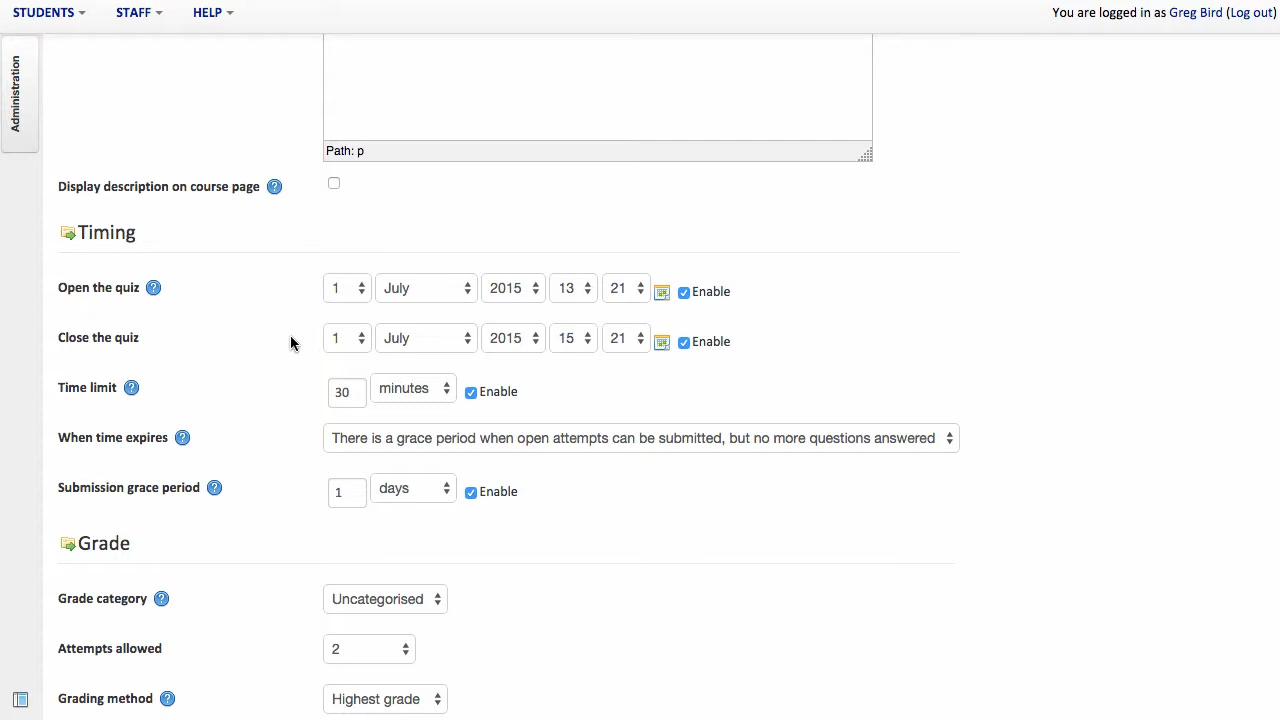 STUDENTS STAFF HELP You are logged in as Greg Bird (Log out)
Administration
Path: p
Display description on course page ?
Timing
Open the quiz ? 1 July 2015 13 21 Enable
Close the quiz 1 July 2015 15 21 Enable
Time limit ? 30 minutes Enable
When time expires ? There is a grace period when open attempts can be submitted, but no more questions answered
Submission grace period ? 1 days Enable
Grade
Grade category ? Uncategorised
Attempts allowed 2
Grading method ? Highest grade